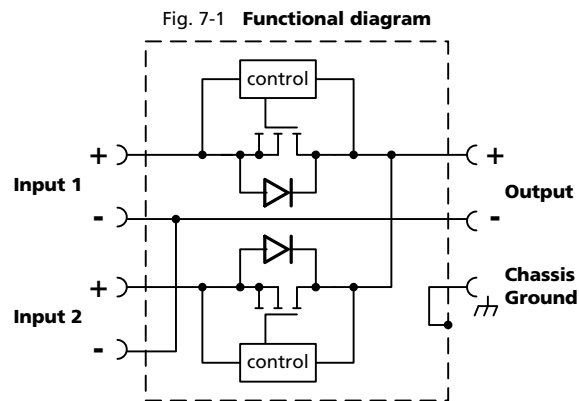 Fig. 7-1 Functional diagram
control
+
+
Input 1
Output
-
-
+
Chassis
Ground
Input 2
-
control